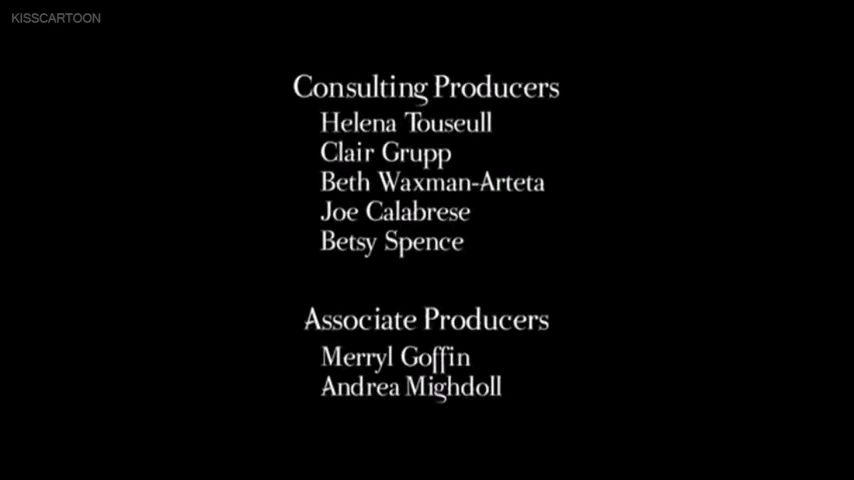 KISSCARTOON
Consulting Producers
Helena Touseull
Clair Grupp
Beth Waxman-Arteta
Joe Calabrese
Betsy Spence
Associate Producers
Merryl Goffin
Andrea Mighdoll